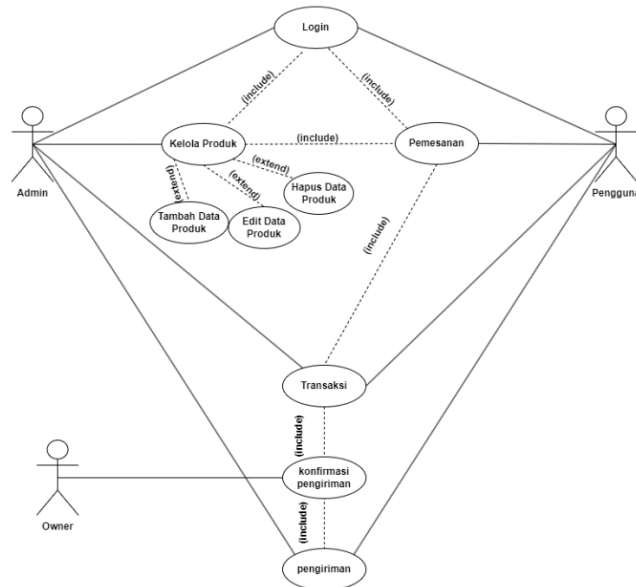 Login
(include)
(include)
Kelola Produk
(include)
Pemesanan
Admin
Pengguna
(extend)
(extend)
(extend)
Hapus Data
Produk
Tambah Data
Produk
Edit Data
Produk
(include)
Transaksi
(include)
konfirmasi
pengiriman
Owner
(include)
pengiriman